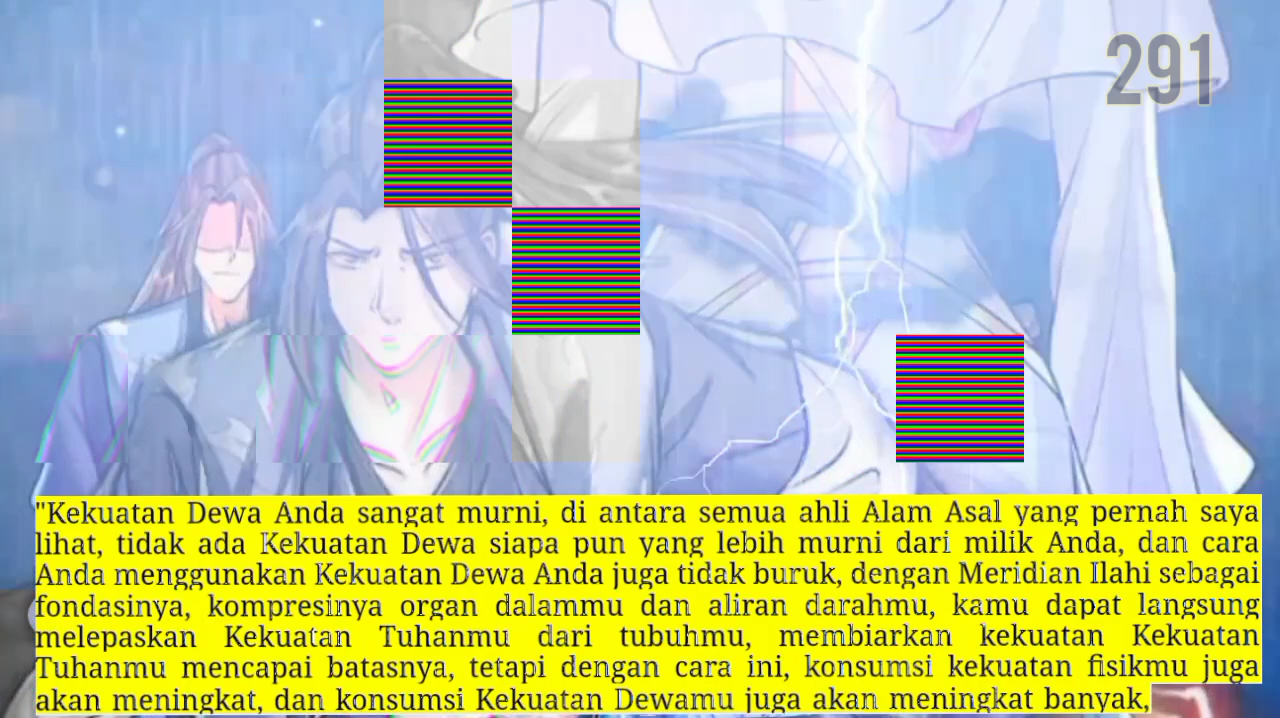 291
"Kekuatan Dewa Anda sangat murni, di antara semua ahli Alam Asal yang pernah saya
lihat, tidak ada Kekuatan Dewa siapa pun yang lebih murni dari milik Anda, dan cara
Anda menggunakan Kekuatan Dewa Anda juga tidak buruk, dengan Meridian Ilahi sebagai
fondasinya, kompresinya organ dalammu dan aliran darahmu, kamu dapat langsung
melepaskan Kekuatan Tuhanmu dari tubuhmu, membiarkan kekuatan Kekuatan
Tuhanmu mencapai batasnya, tetapi dengan cara ini, konsumsi kekuatan fisikmu juga
akan meningkat, dan konsumsi Kekuatan Dewamu juga akan meningkat banyak,